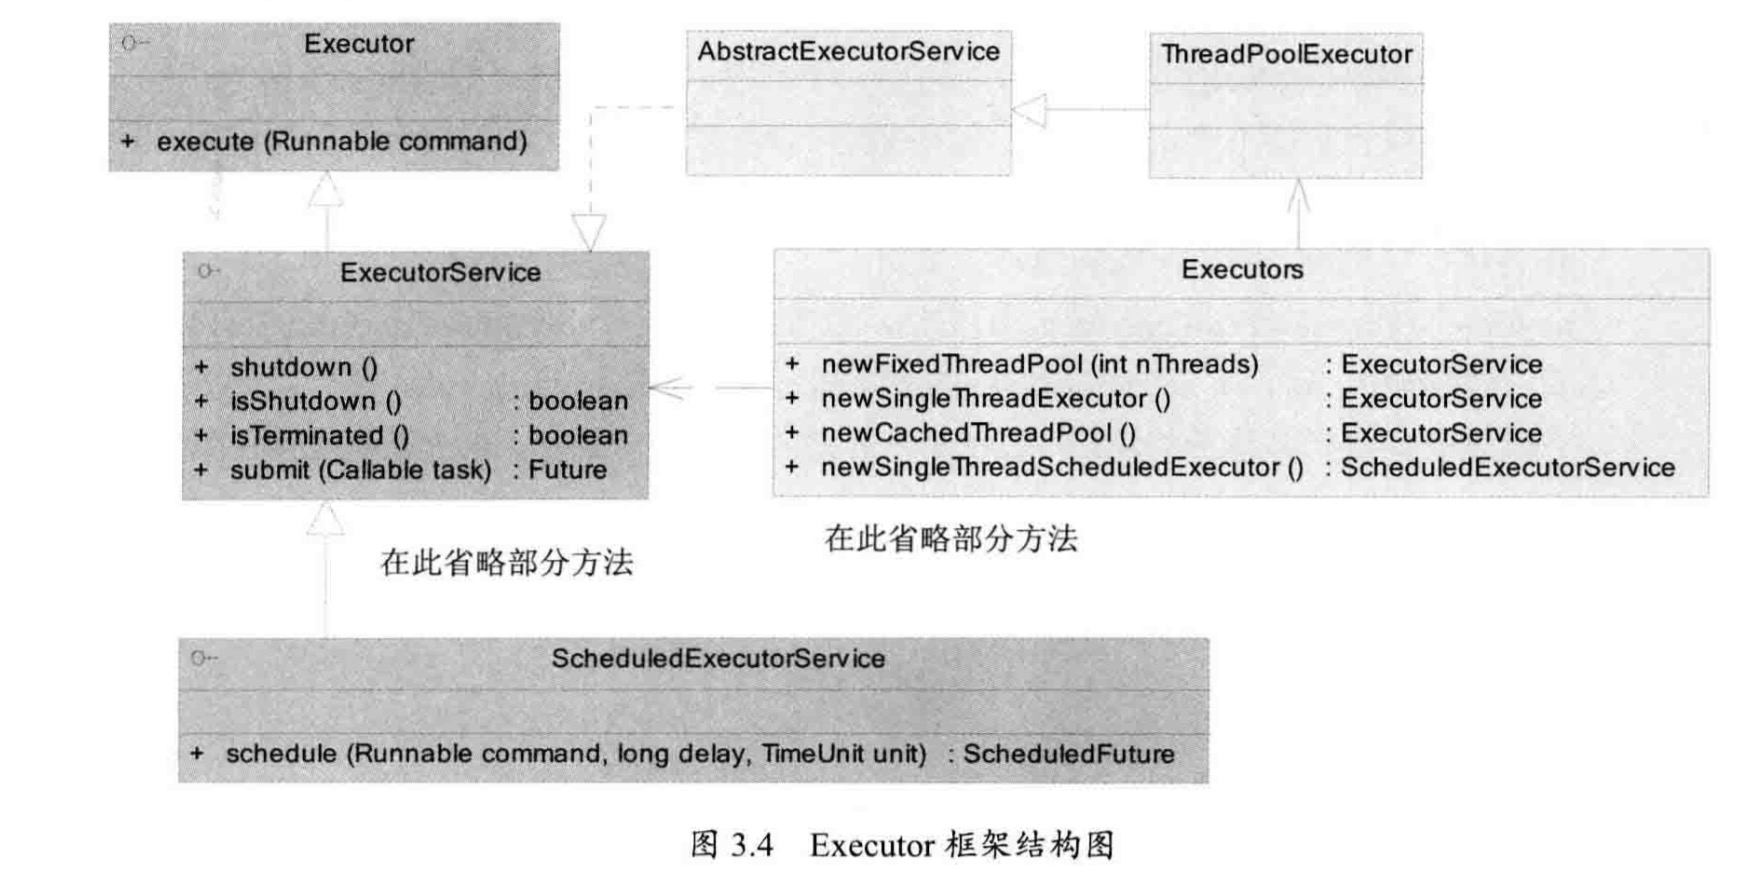 Executor
+ execute (Runnable command)
AbstractExecutorService
ThreadPoolExecutor
ExecutorService
+ shutdown ()
+ isShutdown () : boolean
+ isTerminated () : boolean
+ submit (Callable task) : Future
在此省略部分方法
Executors
+ newFixedThreadPool (int nThreads) : ExecutorService
+ newSingleThreadExecutor () : ExecutorService
+ newCachedThreadPool () : ExecutorService
+ newSingleThreadScheduledExecutor () : ScheduledExecutorService
在此省略部分方法
ScheduledExecutorService
+ schedule (Runnable command, long delay, TimeUnit unit) : ScheduledFuture
图 3.4 Executor 框架结构图